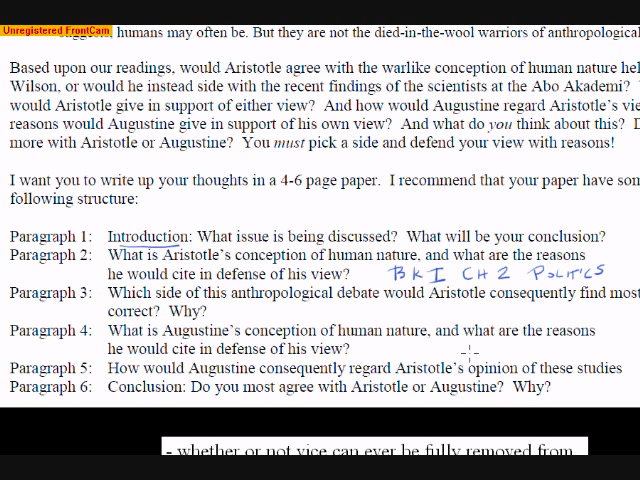 Unregistered FrontCam
humans may often be. But they are not the died-in-the-wool warriors of anthropological
Based upon our readings, would Aristotle agree with the warlike conception of human nature hel
Wilson, or would he instead side with the recent findings of the scientists at the Abo Akademi?
would Aristotle give in support of either view? And how would Augustine regard Aristotle's vie
reasons would Augustine give in support of his own view? And what do you think about this? D
more with Aristotle or Augustine? You must pick a side and defend your view with reasons!
I want you to write up your thoughts in a 4-6 page paper. I recommend that your paper have som
following structure:
Paragraph 1: Introduction: What issue is being discussed? What will be your conclusion?
Paragraph 2: What is Aristotle's conception of human nature, and what are the reasons
he would cite in defense of his view? BK I CH 2 POLITICS
Paragraph 3: Which side of this anthropological debate would Aristotle consequently find most
correct? Why?
Paragraph 4: What is Augustine's conception of human nature, and what are the reasons
he would cite in defense of his view?
Paragraph 5: How would Augustine consequently regard Aristotle's opinion of these studies
Paragraph 6: Conclusion: Do you most agree with Aristotle or Augustine? Why?
- whether or not vice can ever be fully removed from